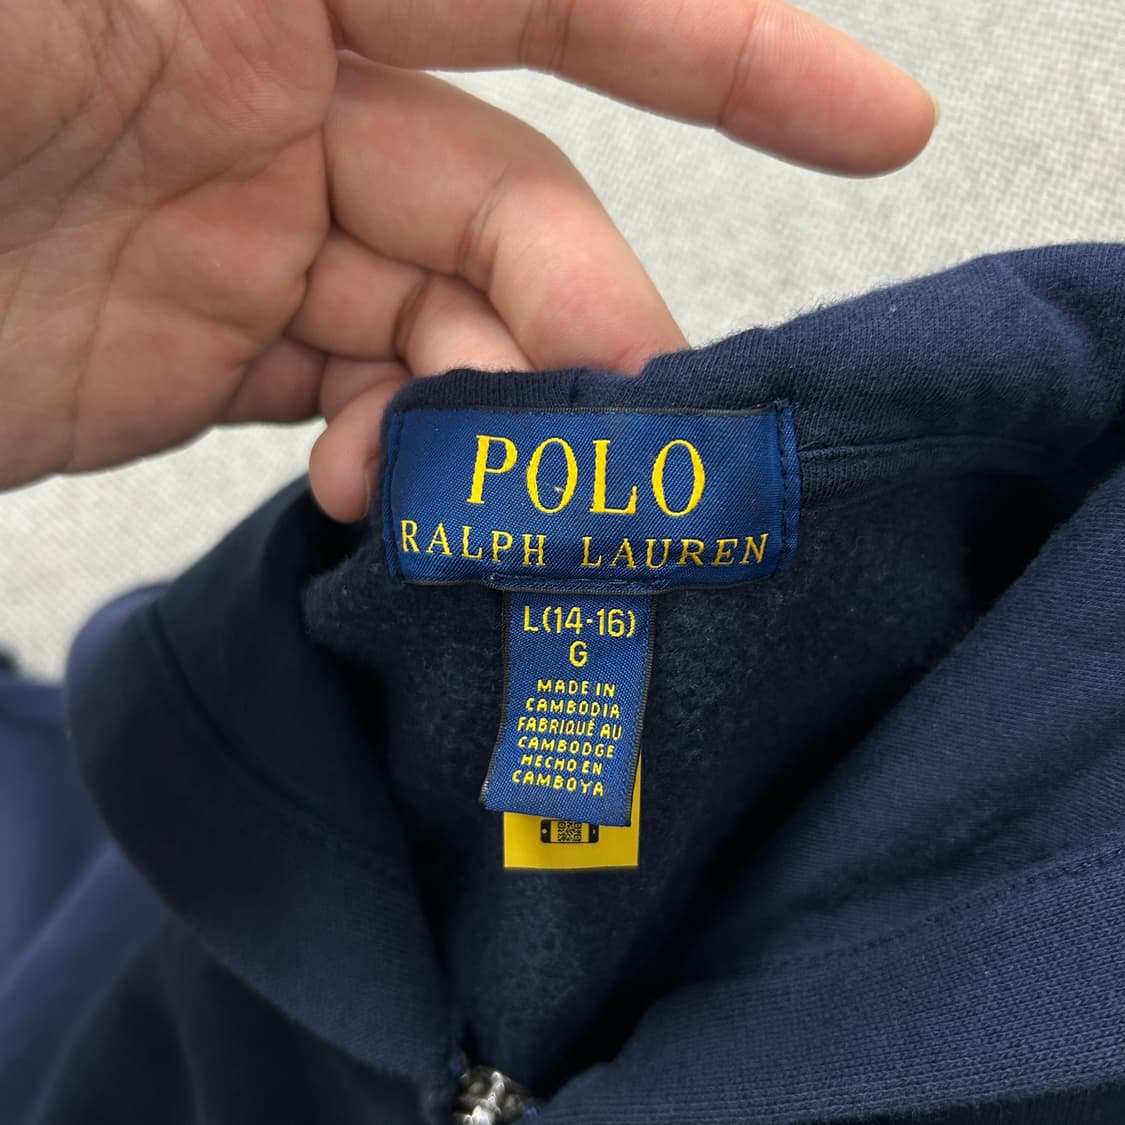 POLO
RALPH LAUREN
L(14-16)
G
MADE IN
CAMBODIA
FABRIQUÉ AU
CAMBODGE
HECHO EN
CAMBOYA